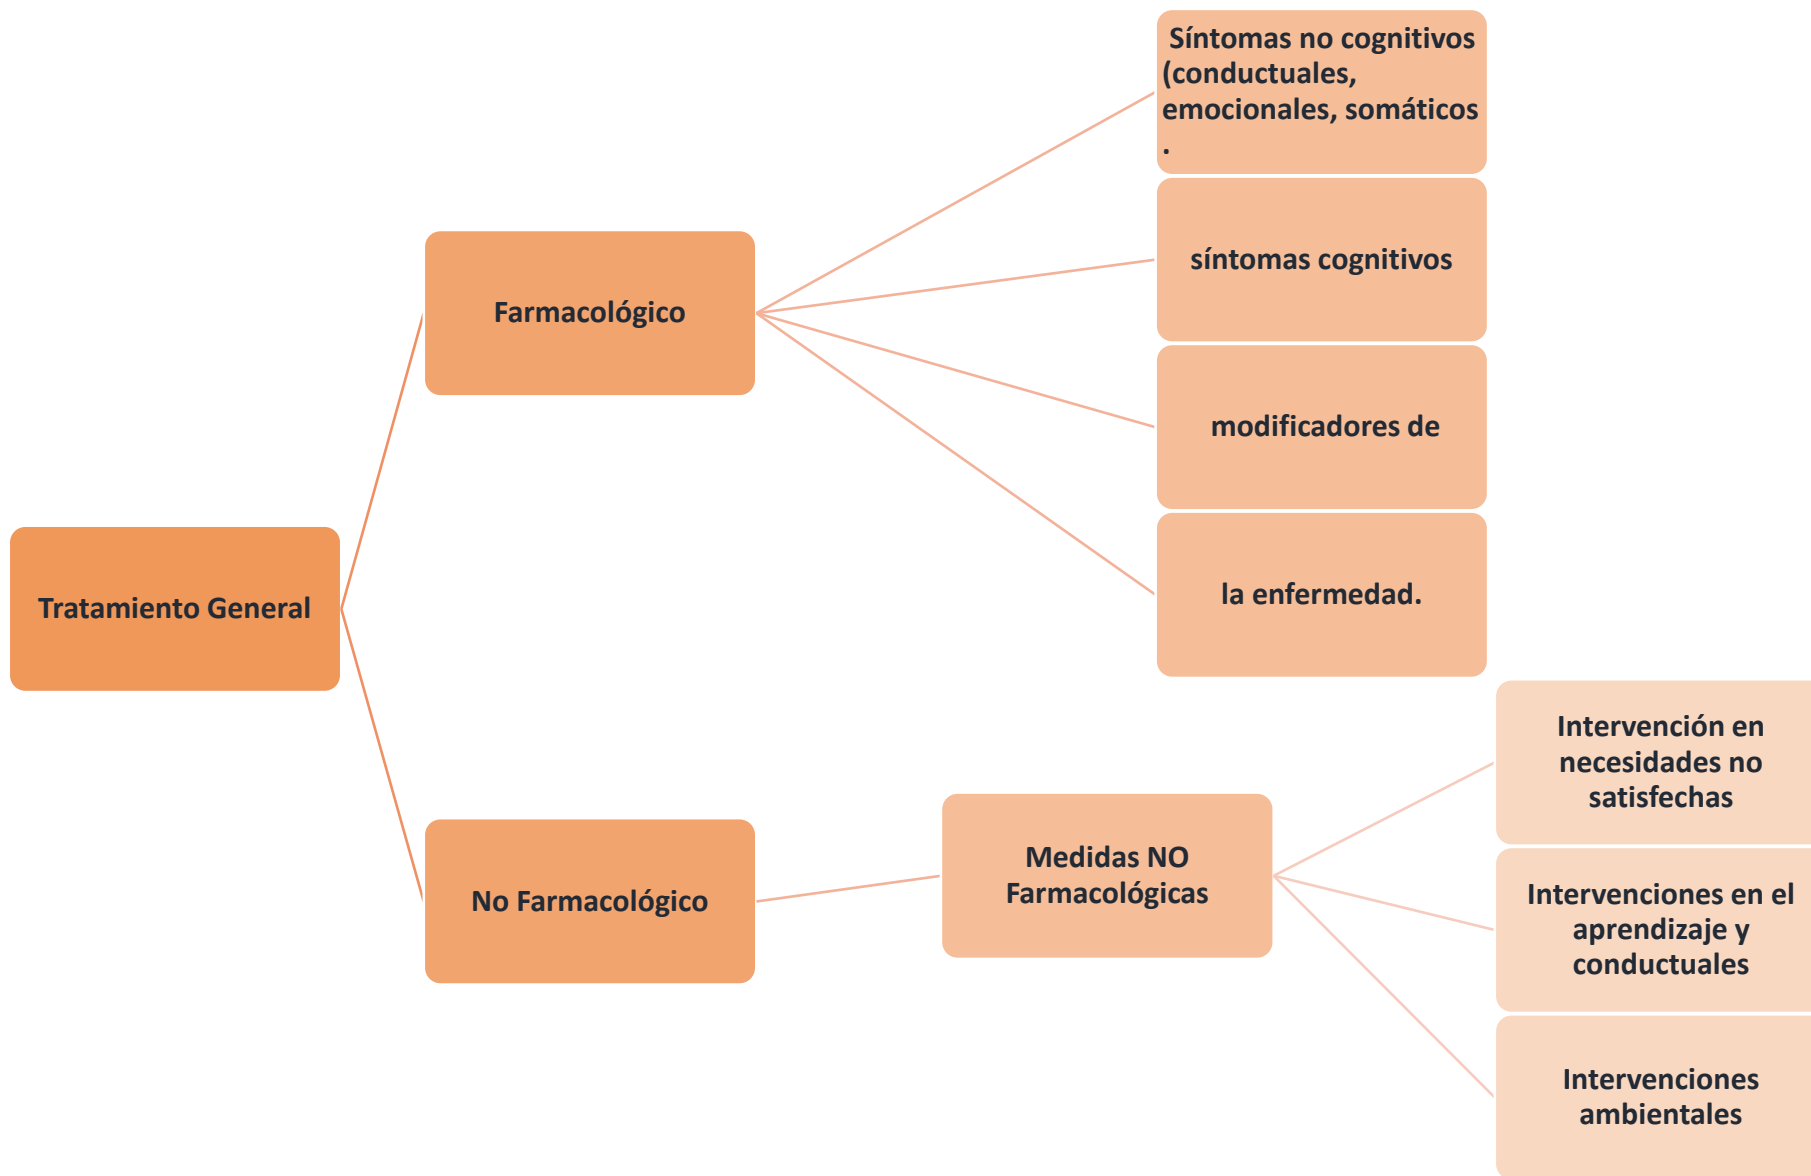 Síntomas no cognitivos
(conductuales,
emocionales, somáticos
.
síntomas cognitivos
Farmacológico
modificadores de
la enfermedad.
Tratamiento General
Intervención en
necesidades no
satisfechas
Medidas NO
Farmacológicas
No Farmacológico
Intervenciones en el
aprendizaje y
conductuales
Intervenciones
ambientales